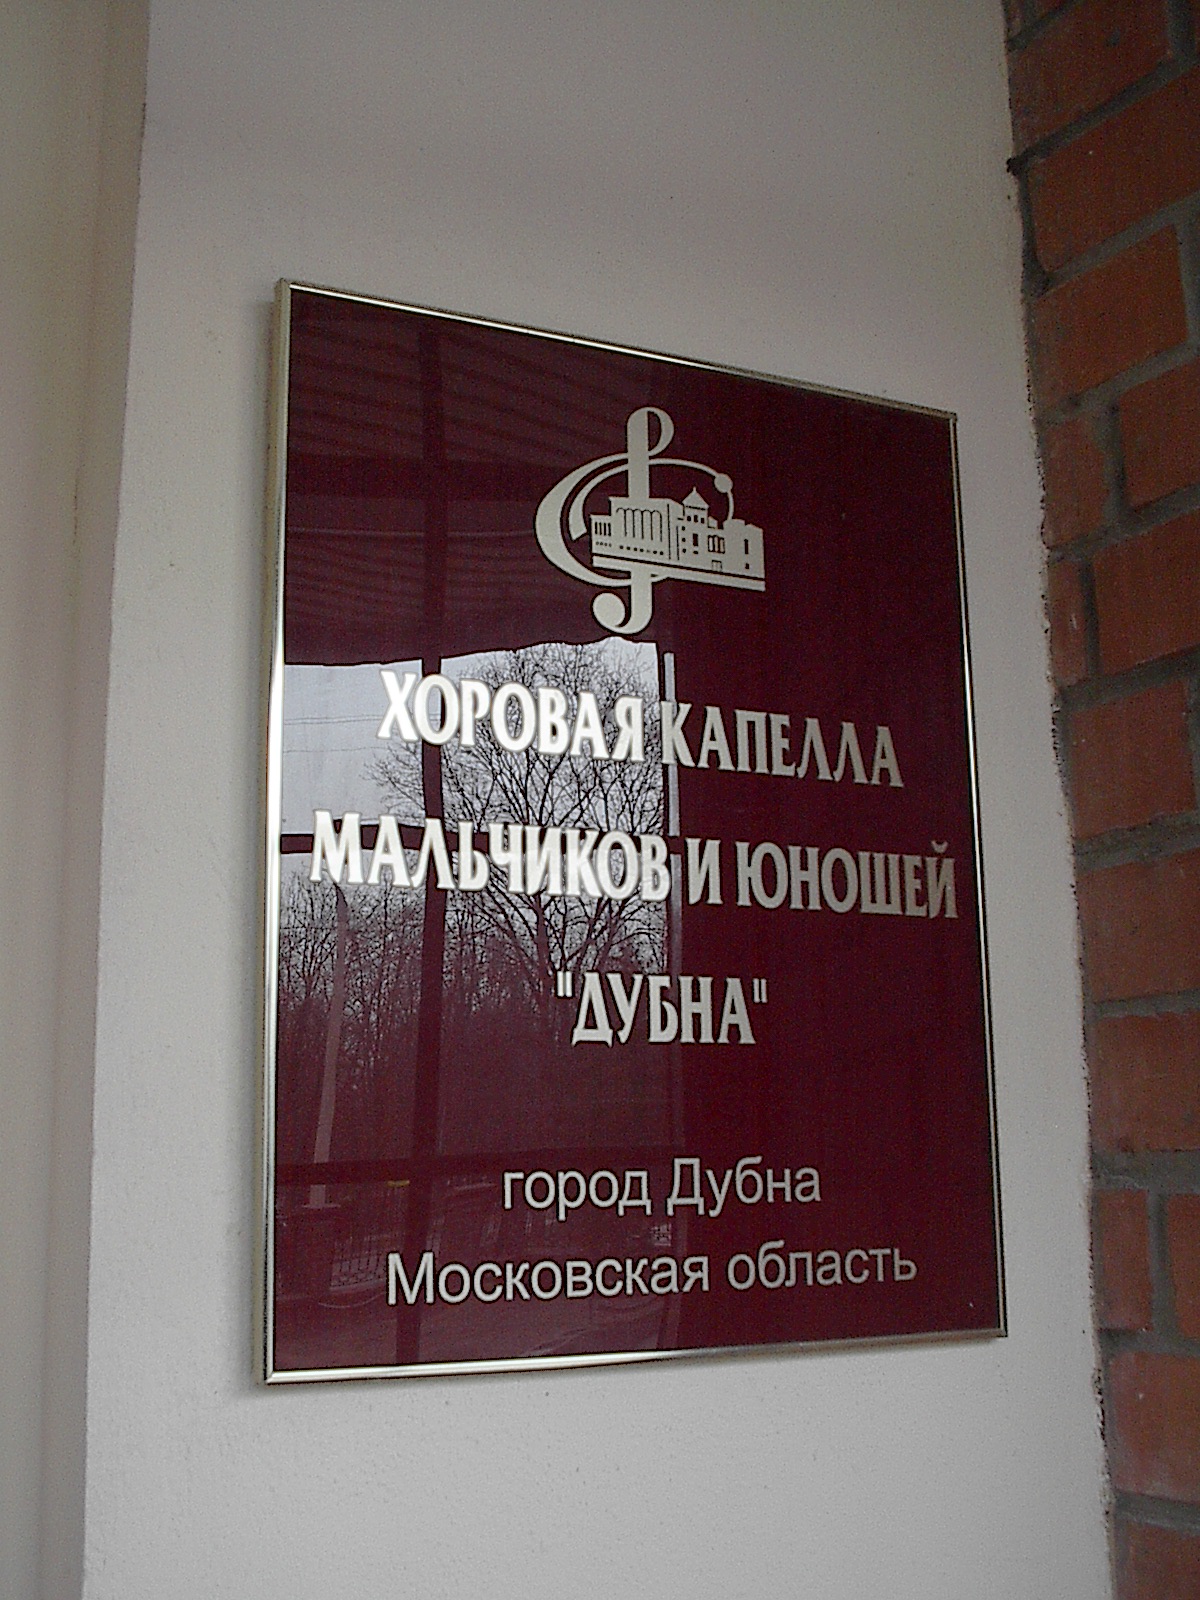 ХОРОВАЯ КАПЕЛЛА
МАЛЬЧИКОВ И ЮНОШЕЙ
"ДУБНА"
город Дубна
Московская область